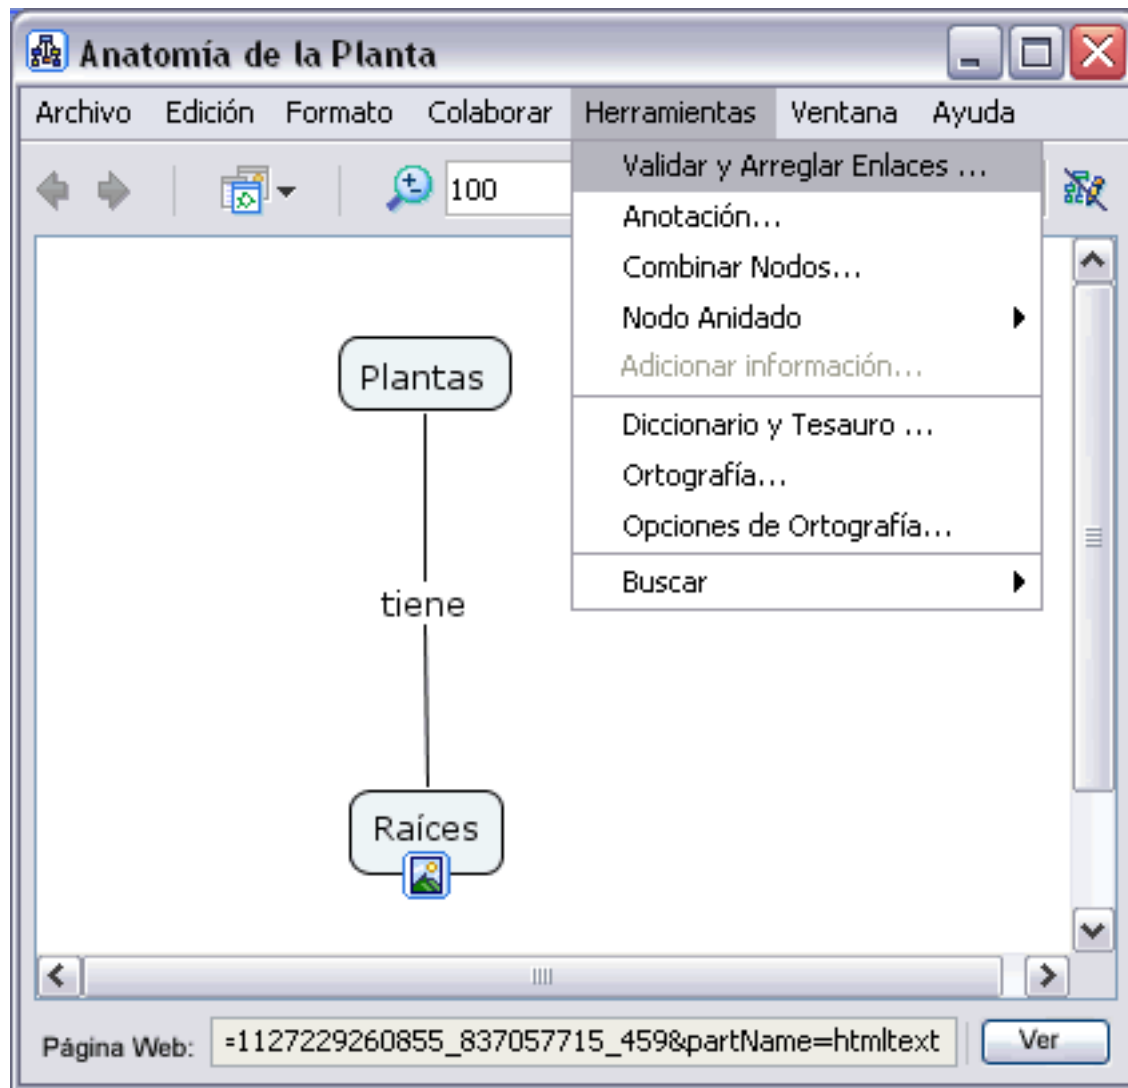 Anatomía de la Planta
Archivo Edición Formato Colaborar Herramientas Ventana Ayuda
100
Validar y Arreglar Enlaces ...
Anotación...
Combinar Nodos...
Nodo Anidado
Adicionar información...
Diccionario y Tesauro ...
Ortografía...
Opciones de Ortografía...
Buscar
Plantas
tiene
Raíces
Página Web: =1127229260855_837057715_459&partName=htmltext Ver